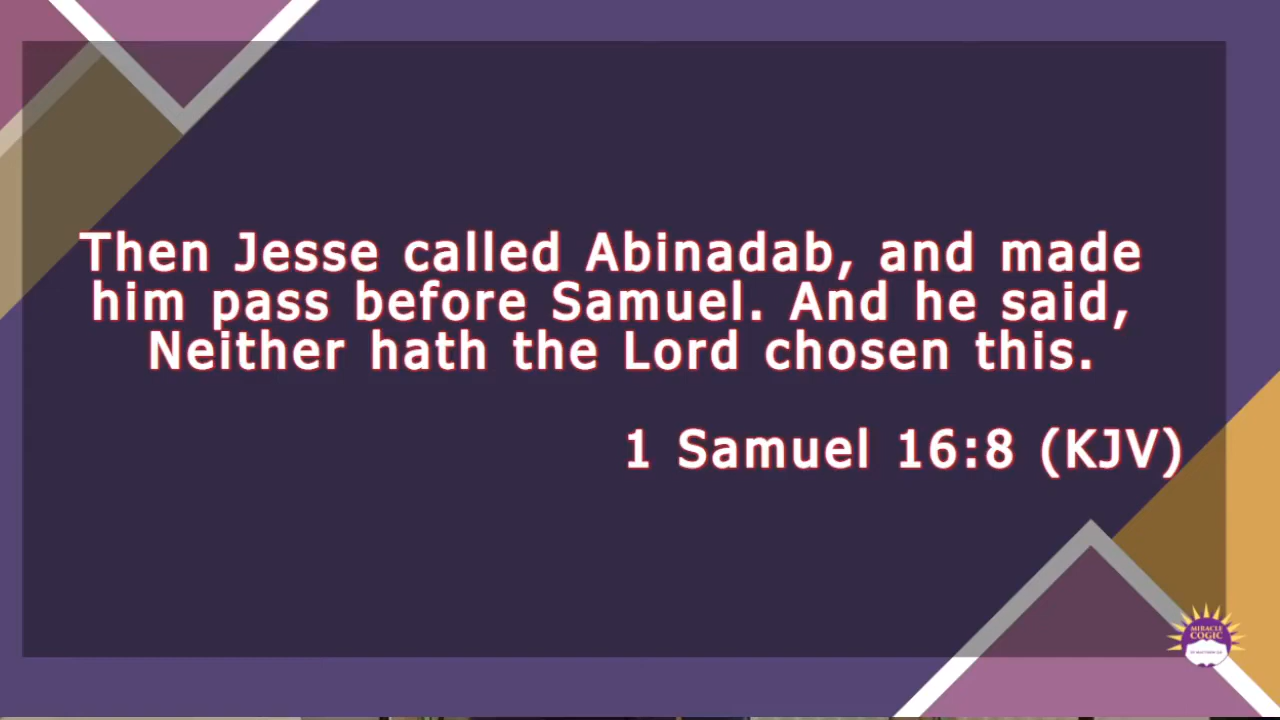 Then Jesse called Abinadab, and made
him pass before Samuel. And he said,
Neither hath the Lord chosen this.
1 Samuel 16:8 (KJV)
MIRACLE
COGIC